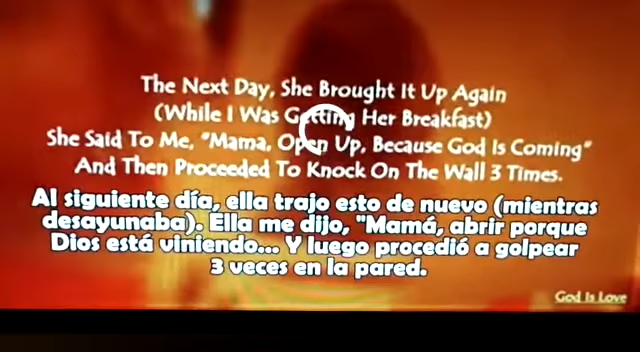 The Next Day, She Brought It Up Again
(While I Was Getting Her Breakfast)
She Said To Me, "Mama, Open Up, Because God Is Coming"
And Then Proceeded To Knock On The Wall 3 Times.
Al siguiente día, ella trajo esto de nuevo (mientras
desayunaba). Ella me dijo, "Mamá, abrir porque
Dios está viniendo... Y luego procedió a golpear
3 veces en la pared.
God Is Love